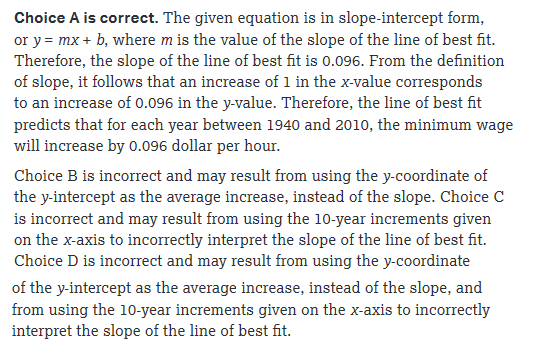 Choice A is correct. The given equation is in slope-intercept form,
or y = mx + b, where m is the value of the slope of the line of best fit.
Therefore, the slope of the line of best fit is 0.096. From the definition
of slope, it follows that an increase of 1 in the x-value corresponds
to an increase of 0.096 in the y-value. Therefore, the line of best fit
predicts that for each year between 1940 and 2010, the minimum wage
will increase by 0.096 dollar per hour.
Choice B is incorrect and may result from using the y-coordinate of
the y-intercept as the average increase, instead of the slope. Choice C
is incorrect and may result from using the 10-year increments given
on the x-axis to incorrectly interpret the slope of the line of best fit.
Choice D is incorrect and may result from using the y-coordinate
of the y-intercept as the average increase, instead of the slope, and
from using the 10-year increments given on the x-axis to incorrectly
interpret the slope of the line of best fit.